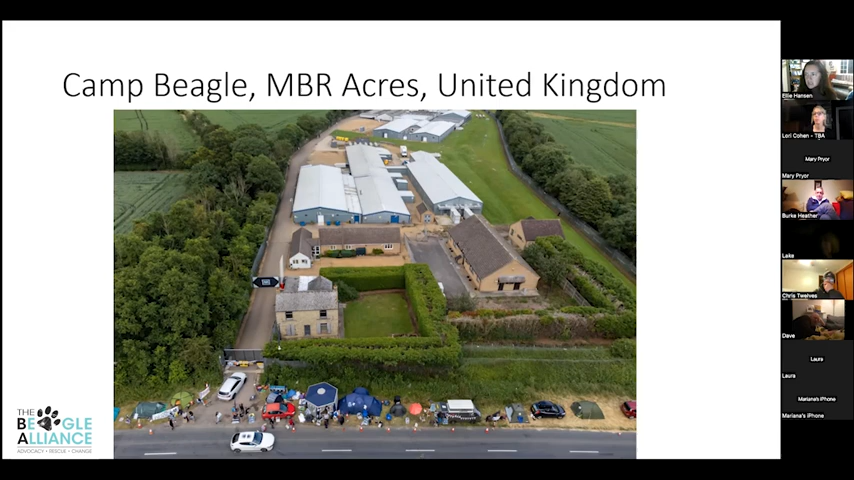 Camp Beagle, MBR Acres, United Kingdom
THE
BEAGLE
ALLIANCE
ADVOCACY • RESCUE • CHANGE
Ellie Hansen
Lori Cohen - TBA
Mary Pryor
Mary Pryor
Burke Heather
Lake
Chris Twelves
Dave
Laura
Laura
Mariana's iPhone
Mariana's iPhone